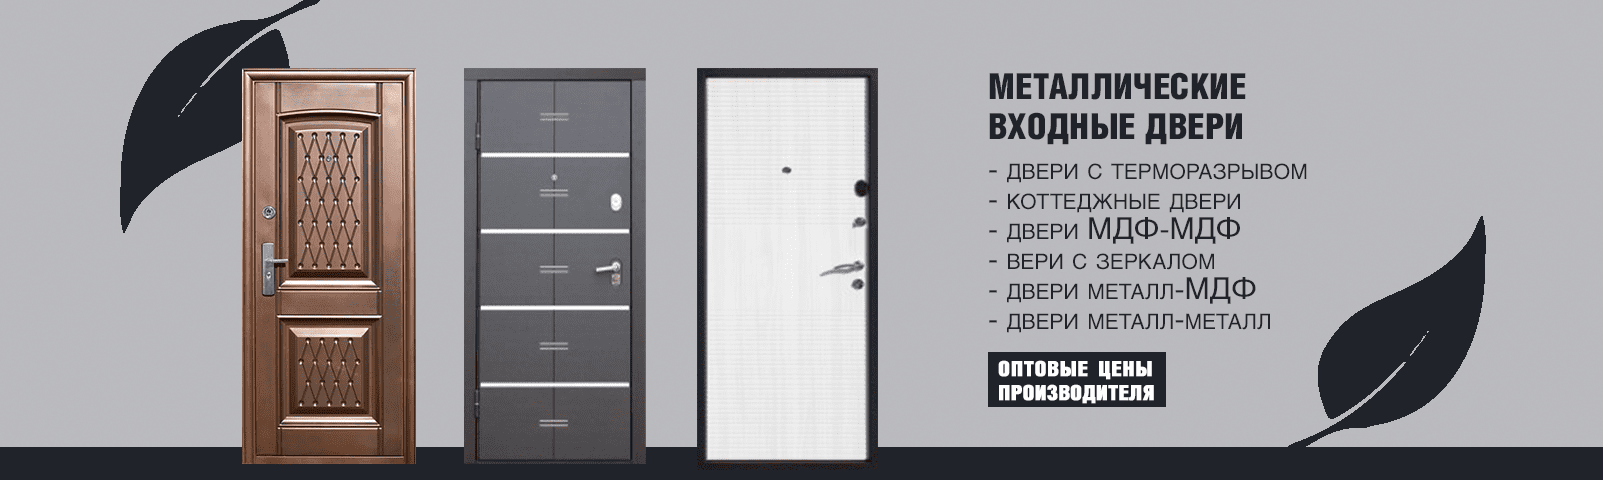 МЕТАЛЛИЧЕСКИЕ
ВХОДНЫЕ ДВЕРИ
- ДВЕРИ С ТЕРМОРАЗРЫВОМ
- КОТТЕДЖНЫЕ ДВЕРИ
- ДВЕРИ МДФ-МДФ
- ВЕРИ С ЗЕРКАЛОМ
- ДВЕРИ МЕТАЛЛ-МДФ
- ДВЕРИ МЕТАЛЛ-МЕТАЛЛ
ОПТОВЫЕ ЦЕНЫ
ПРОИЗВОДИТЕЛЯ